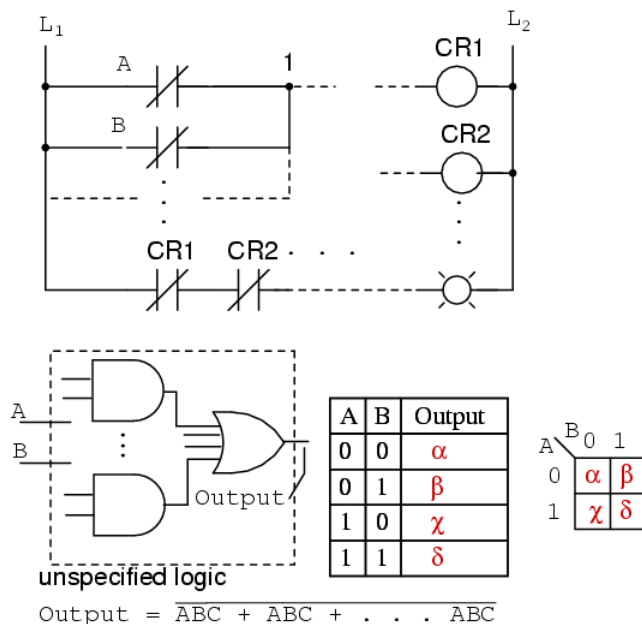 L1 L2
CR1
A 1
B CR2
CR1 CR2 . . .
A
B
Output
unspecified logic
A B Output
0 0 α
0 1 β
1 0 χ
1 1 δ
A B 0 1
0 α β
1 χ δ
Output = ABC + ABC + . . . ABC